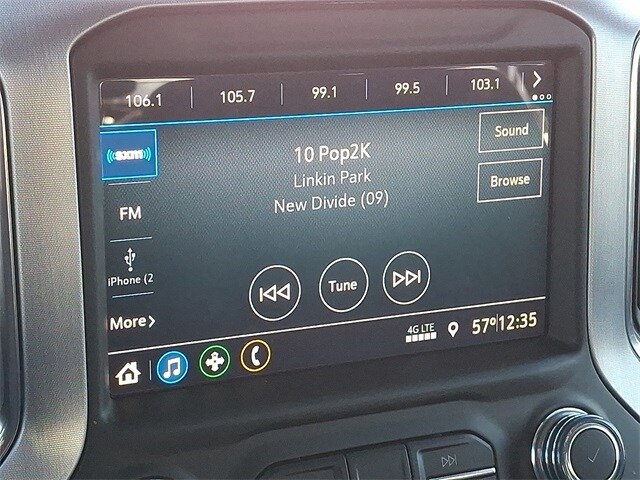 106.1 105.7 99.1 99.5 103.1
((SXM))
10 Pop2K
Linkin Park
New Divide (09)
Sound
Browse
FM
iPhone (2
Tune
More
4G LTE
57° 12:35